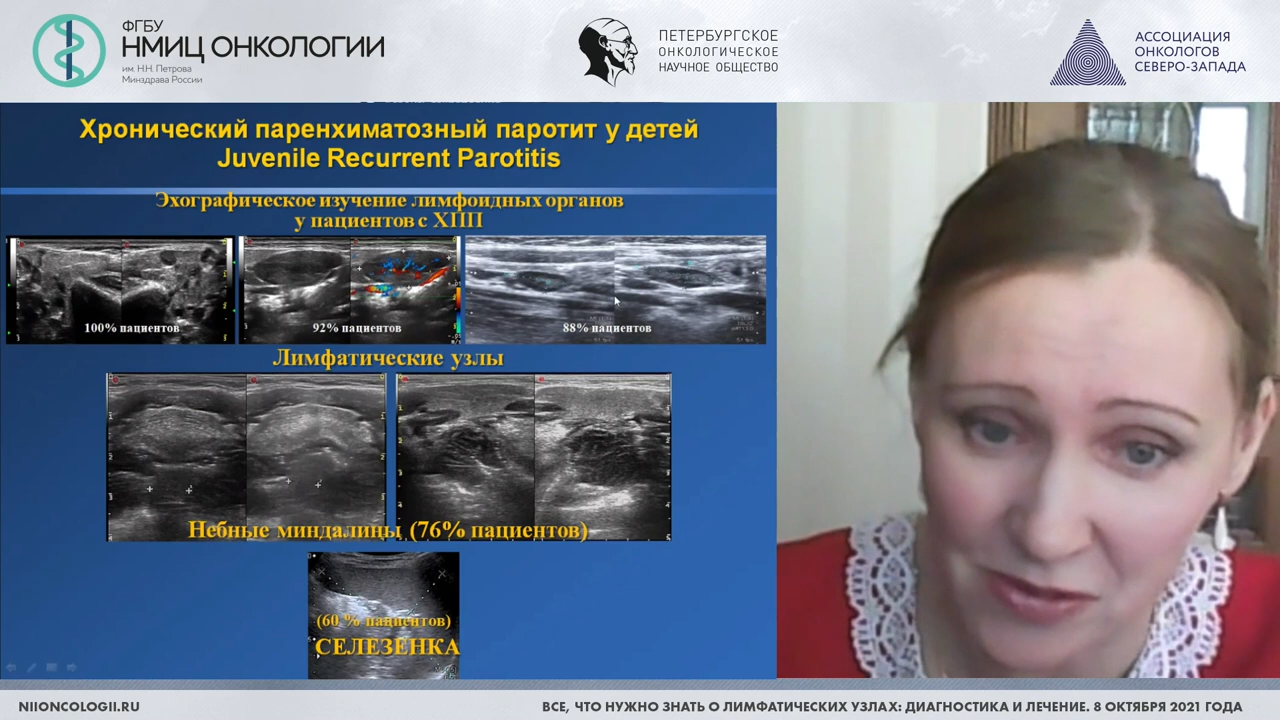 ФГБУ
НМИЦ ОНКОЛОГИИ
им. Н.Н. Петрова
Минздрава России
ПЕТЕРБУРГСКОЕ
ОНКОЛОГИЧЕСКОЕ
НАУЧНОЕ ОБЩЕСТВО
АССОЦИАЦИЯ
ОНКОЛОГОВ
СЕВЕРО-ЗАПАДА
Хронический паренхиматозный паротит у детей
Juvenile Recurrent Parotitis
Эхографическое изучение лимфоидных органов
у пациентов с ХПП
100% пациентов
92% пациентов
88% пациентов
Лимфатические узлы
Небные миндалины (76% пациентов)
(60 % пациентов)
СЕЛЕЗЕНКА
NIIONCOLOGII.RU
ВСЕ, ЧТО НУЖНО ЗНАТЬ О ЛИМФАТИЧЕСКИХ УЗЛАХ: ДИАГНОСТИКА И ЛЕЧЕНИЕ. 8 ОКТЯБРЯ 2021 ГОДА